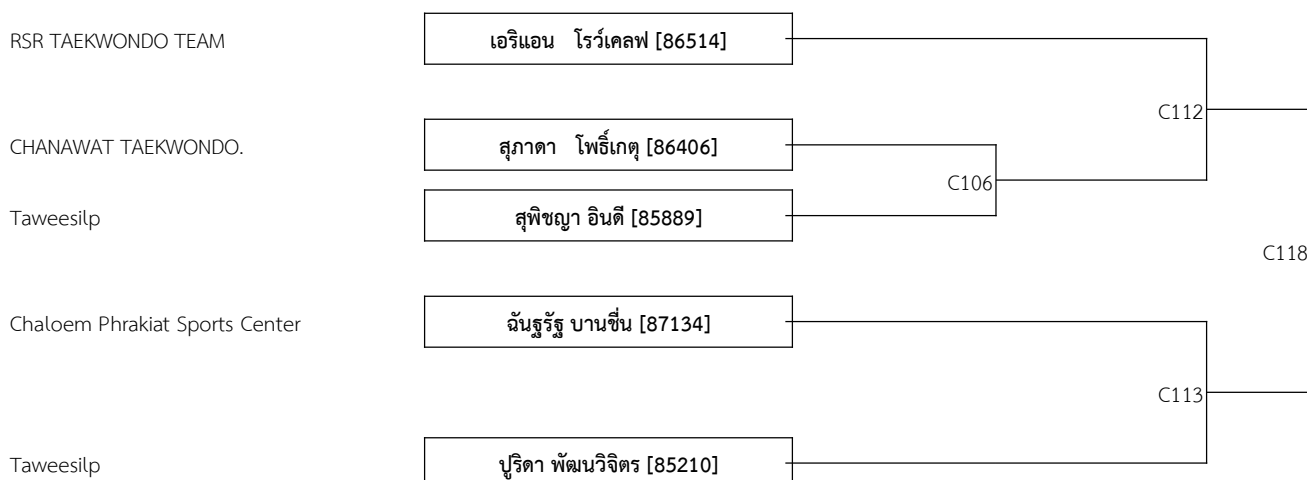 RSR TAEKWONDO TEAM เอริแอน โรว์เคลฟ [86514]
C112
CHANAWAT TAEKWONDO. สุภาดา โพธิ์เกตุ [86406]
C106
Taweesilp สุพิชญา อินดี [85889]
C118
Chaloem Phrakiat Sports Center ฉันฐรัฐ บานชื่น [87134]
C113
Taweesilp ปูริดา พัฒนวิจิตร [85210]